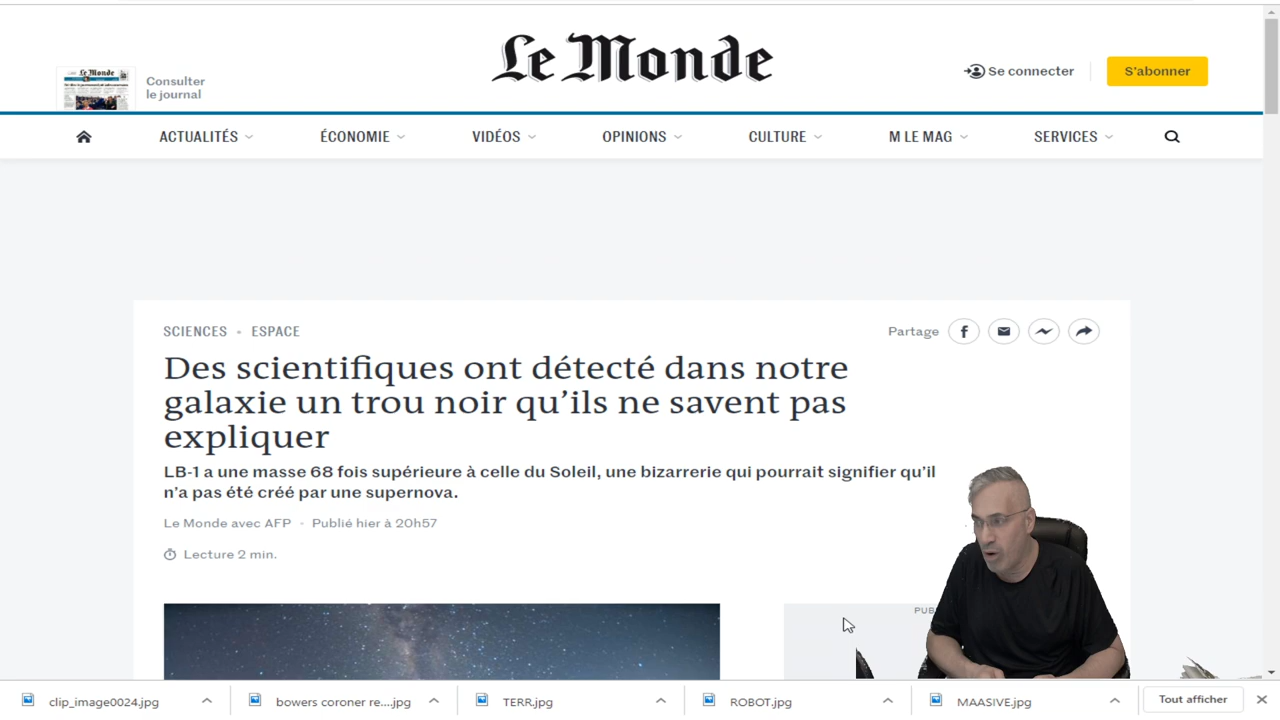 Le Monde
Consulter
le journal
Se connecter
S'abonner
ACTUALITÉS
ÉCONOMIE
VIDÉOS
OPINIONS
CULTURE
M LE MAG
SERVICES
SCIENCES • ESPACE
Partage
Des scientifiques ont détecté dans notre
galaxie un trou noir qu'ils ne savent pas
expliquer
LB-1 a une masse 68 fois supérieure à celle du Soleil, une bizarrerie qui pourrait signifier qu'il
n'a pas été créé par une supernova.
Le Monde avec AFP • Publié hier à 20h57
Lecture 2 min.
clip_image0024.jpg
bowers coroner re....jpg
TERR.jpg
ROBOT.jpg
MAASIVE.jpg
Tout afficher